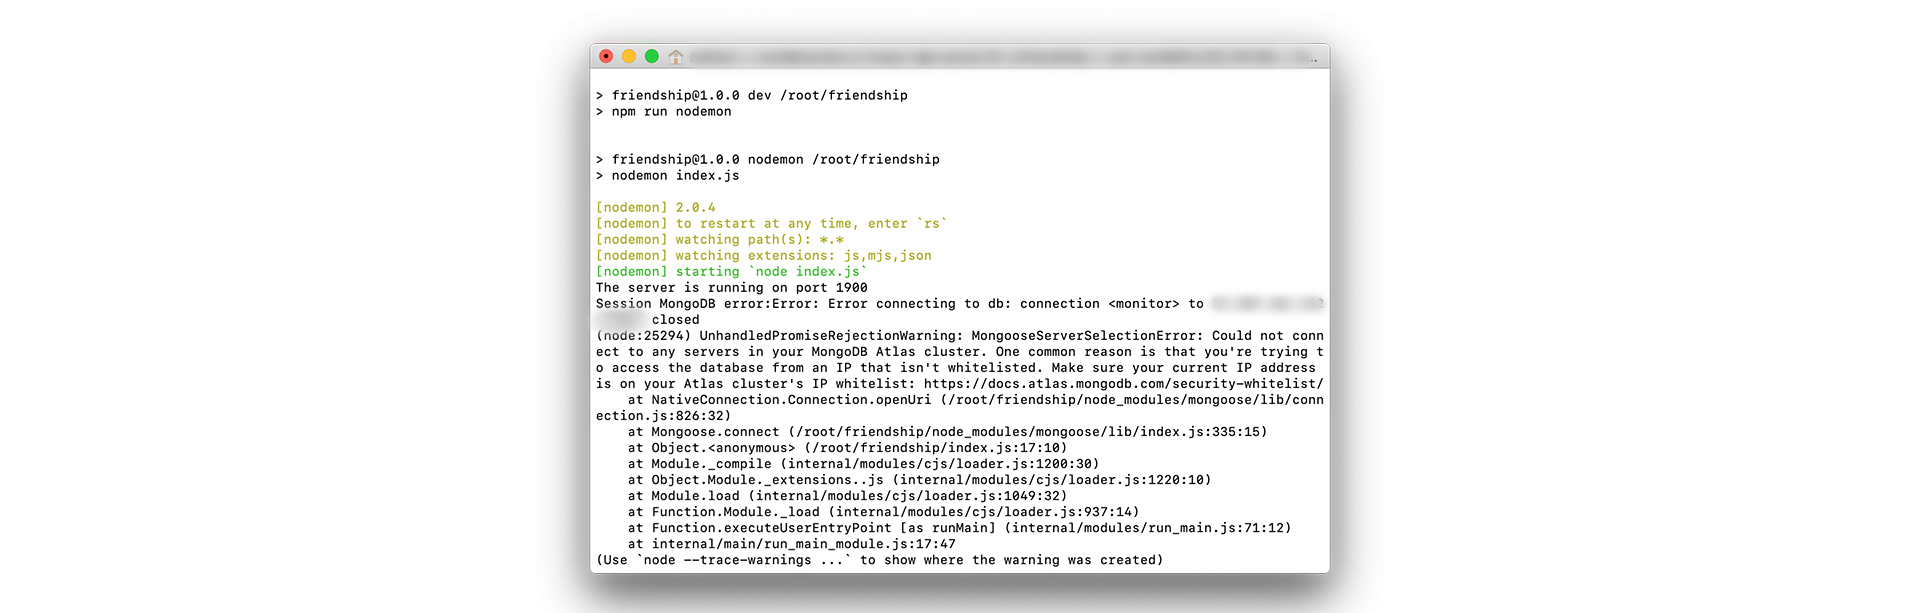 > friendship@1.0.0 dev /root/friendship
> npm run nodemon
> friendship@1.0.0 nodemon /root/friendship
> nodemon index.js
[nodemon] 2.0.4
[nodemon] to restart at any time, enter `rs`
[nodemon] watching path(s): *.*
[nodemon] watching extensions: js,mjs,json
[nodemon] starting `node index.js`
The server is running on port 1900
Session MongoDB error:Error: Error connecting to db: connection <monitor> to
closed
(node:25294) UnhandledPromiseRejectionWarning: MongooseServerSelectionError: Could not conn
ect to any servers in your MongoDB Atlas cluster. One common reason is that you're trying t
o access the database from an IP that isn't whitelisted. Make sure your current IP address
is on your Atlas cluster's IP whitelist: https://docs.atlas.mongodb.com/security-whitelist/
at NativeConnection.Connection.openUri (/root/friendship/node_modules/mongoose/lib/conn
ection.js:826:32)
at Mongoose.connect (/root/friendship/node_modules/mongoose/lib/index.js:335:15)
at Object.<anonymous> (/root/friendship/index.js:17:10)
at Module._compile (internal/modules/cjs/loader.js:1200:30)
at Object.Module._extensions..js (internal/modules/cjs/loader.js:1220:10)
at Module.load (internal/modules/cjs/loader.js:1049:32)
at Function.Module._load (internal/modules/cjs/loader.js:937:14)
at Function.executeUserEntryPoint [as runMain] (internal/modules/run_main.js:71:12)
at internal/main/run_main_module.js:17:47
(Use `node --trace-warnings ...` to show where the warning was created)